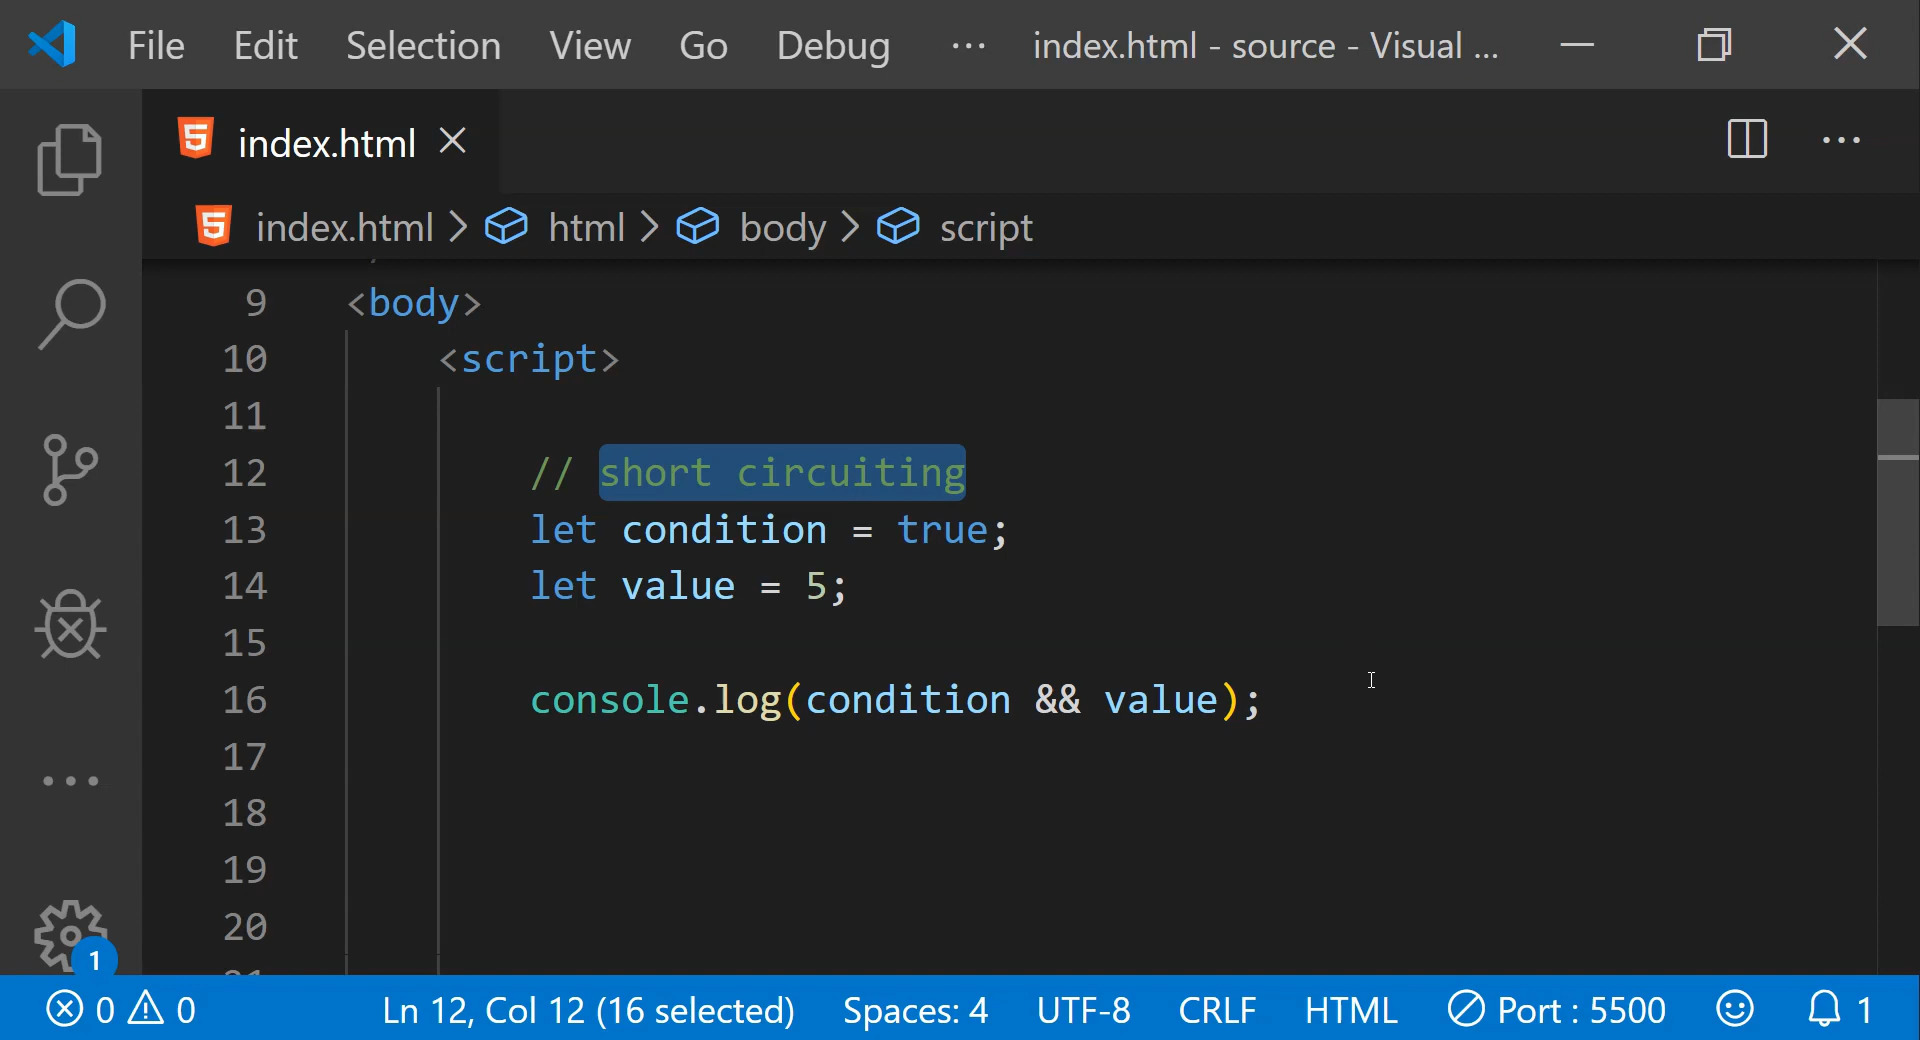 File Edit Selection View Go Debug ··· index.html - source - Visual ...
index.html
index.html > html > body > script
9 <body>
10 <script>
11
12 // short circuiting
13 let condition = true;
14 let value = 5;
15
16 console.log(condition && value);
17
18
19
20
1
0 0 Ln 12, Col 12 (16 selected) Spaces: 4 UTF-8 CRLF HTML Port : 5500 1